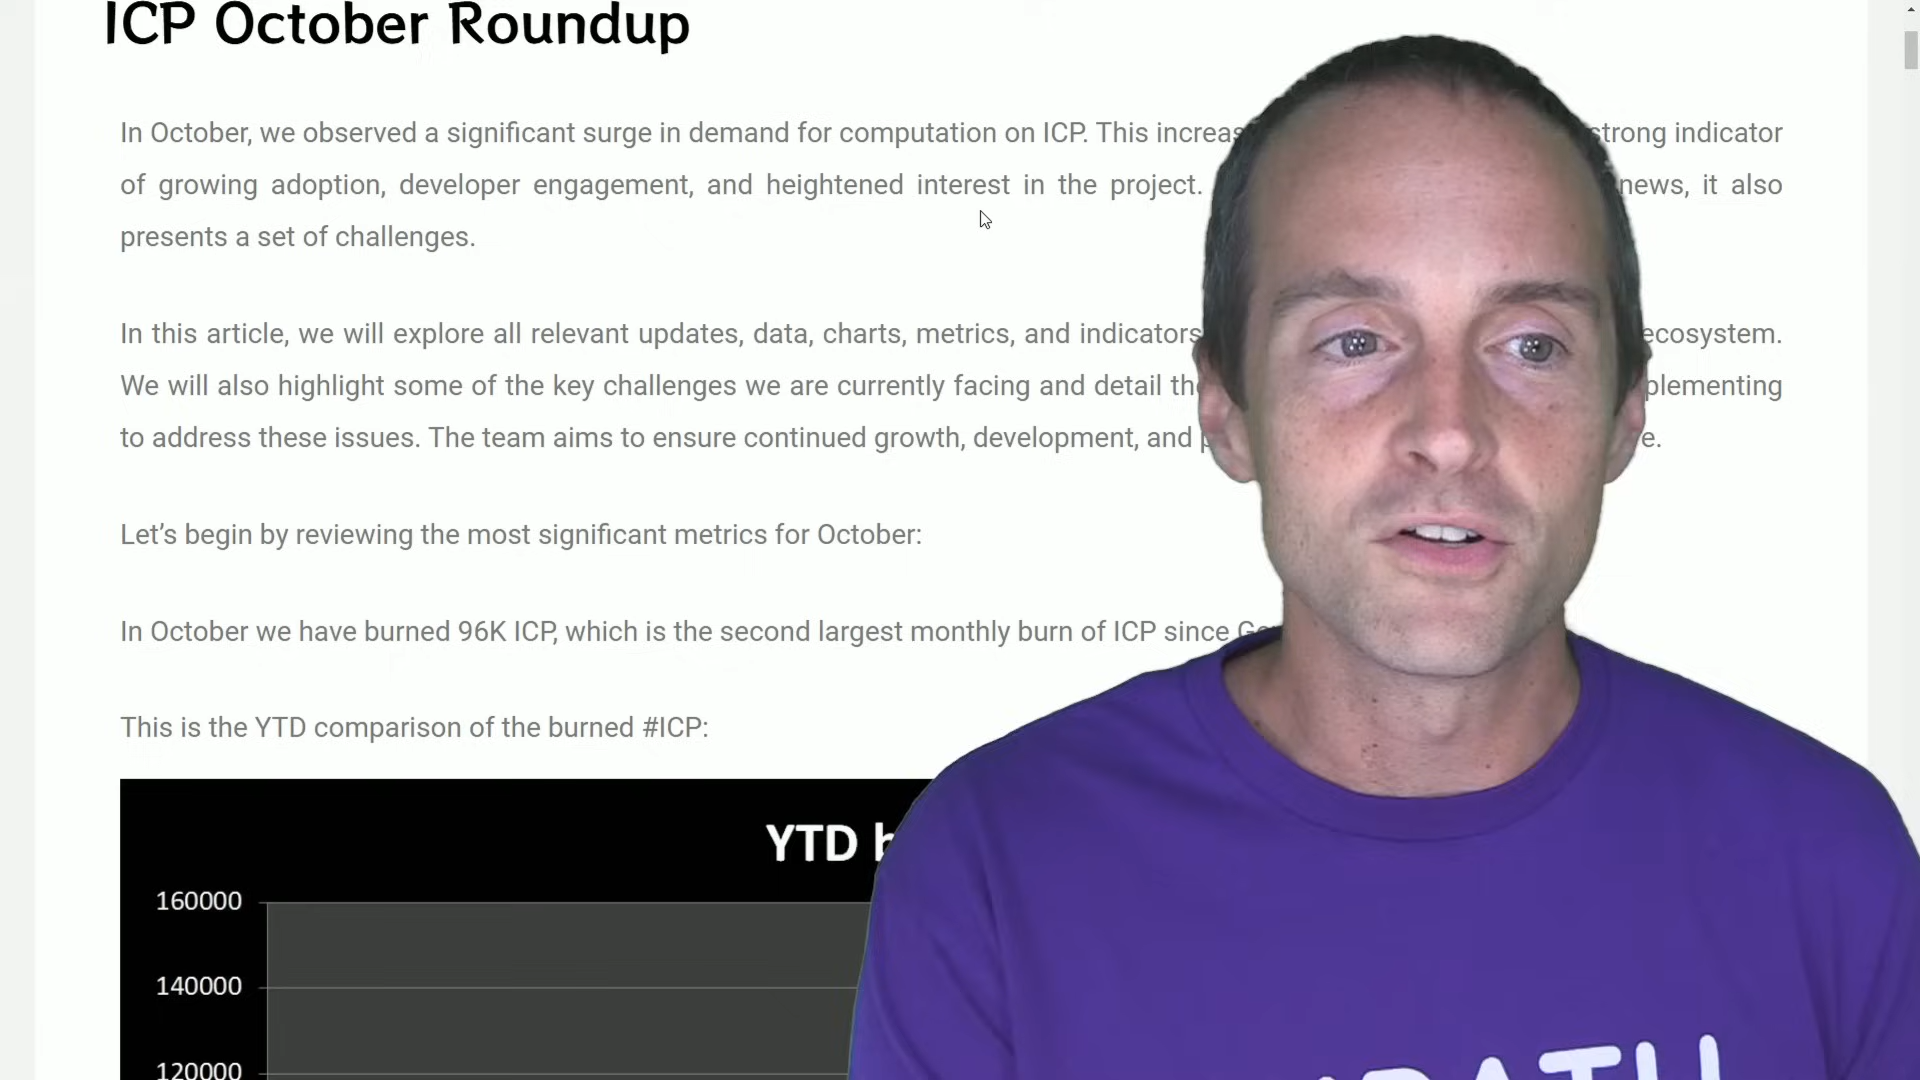 ICP October Roundup
In October, we observed a significant surge in demand for computation on ICP. This strong indicator
of growing adoption, developer engagement, and heightened interest in the project. news, it also
presents a set of challenges.
In this article, we will explore all relevant updates, data, charts, metrics, and indicators ecosystem.
We will also highlight some of the key challenges we are currently facing and detail
to address these issues. The team aims to ensure continued growth, development, and
Let's begin by reviewing the most significant metrics for October:
In October we have burned 96K ICP, which is the second largest monthly burn of ICP since
This is the YTD comparison of the burned #ICP:
YTD
160000
140000
120000